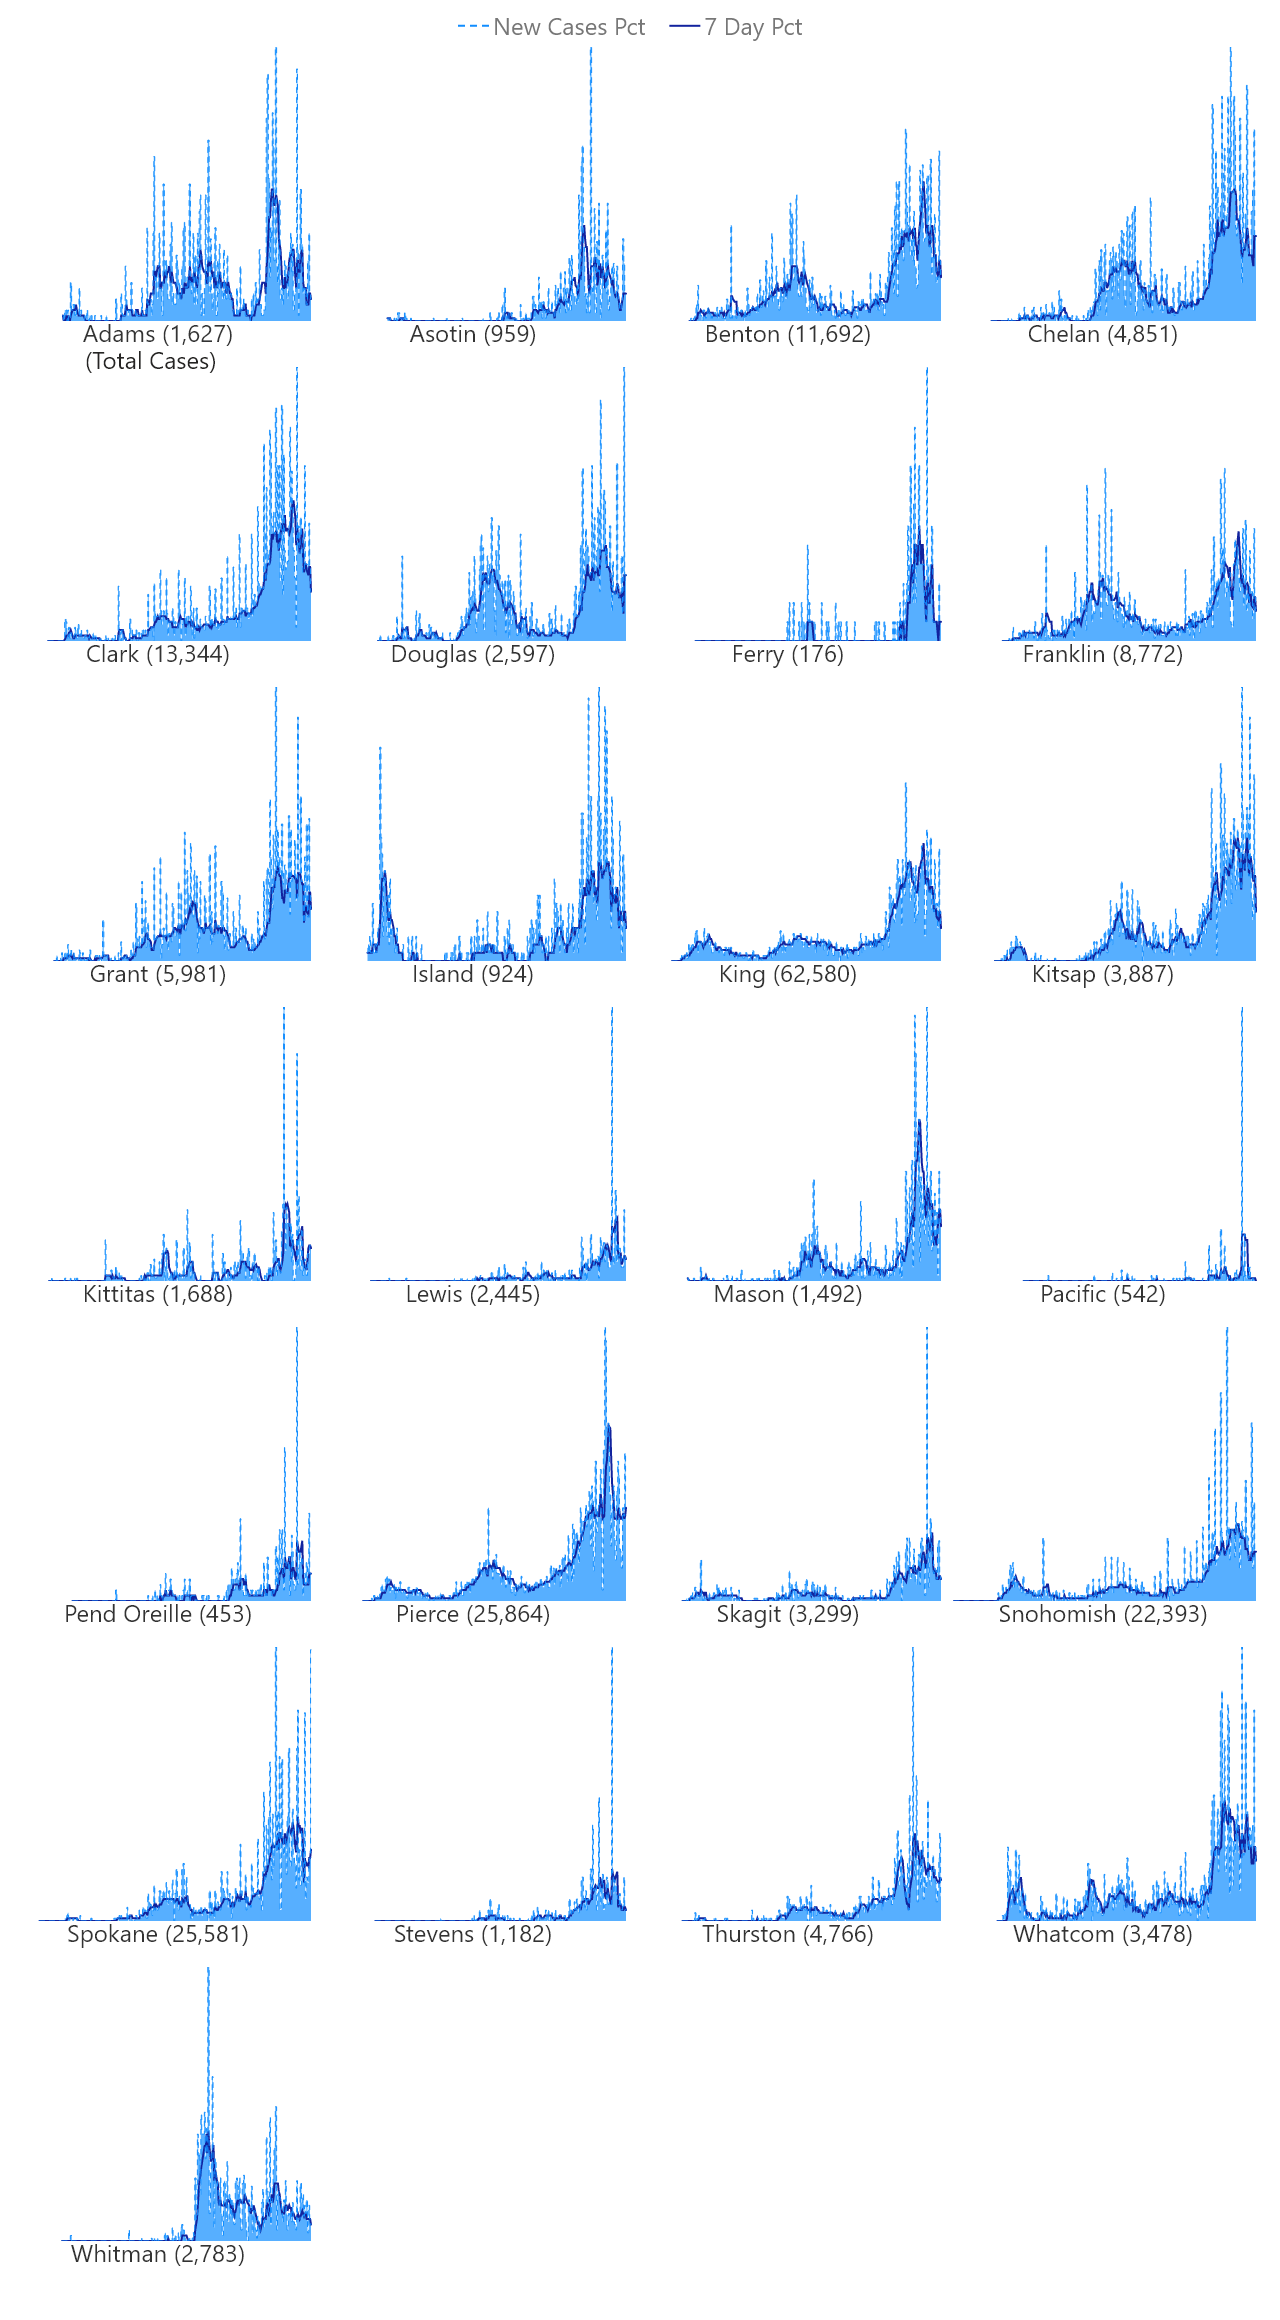 New Cases Pct 7 Day Pct
Adams (1,627) Asotin (959) Benton (11,692) Chelan (4,851)
(Total Cases)
Clark (13,344) Douglas (2,597) Ferry (176) Franklin (8,772)
Grant (5,981) Island (924) King (62,580) Kitsap (3,887)
Kittitas (1,688) Lewis (2,445) Mason (1,492) Pacific (542)
Pend Oreille (453) Pierce (25,864) Skagit (3,299) Snohomish (22,393)
Spokane (25,581) Stevens (1,182) Thurston (4,766) Whatcom (3,478)
Whitman (2,783)